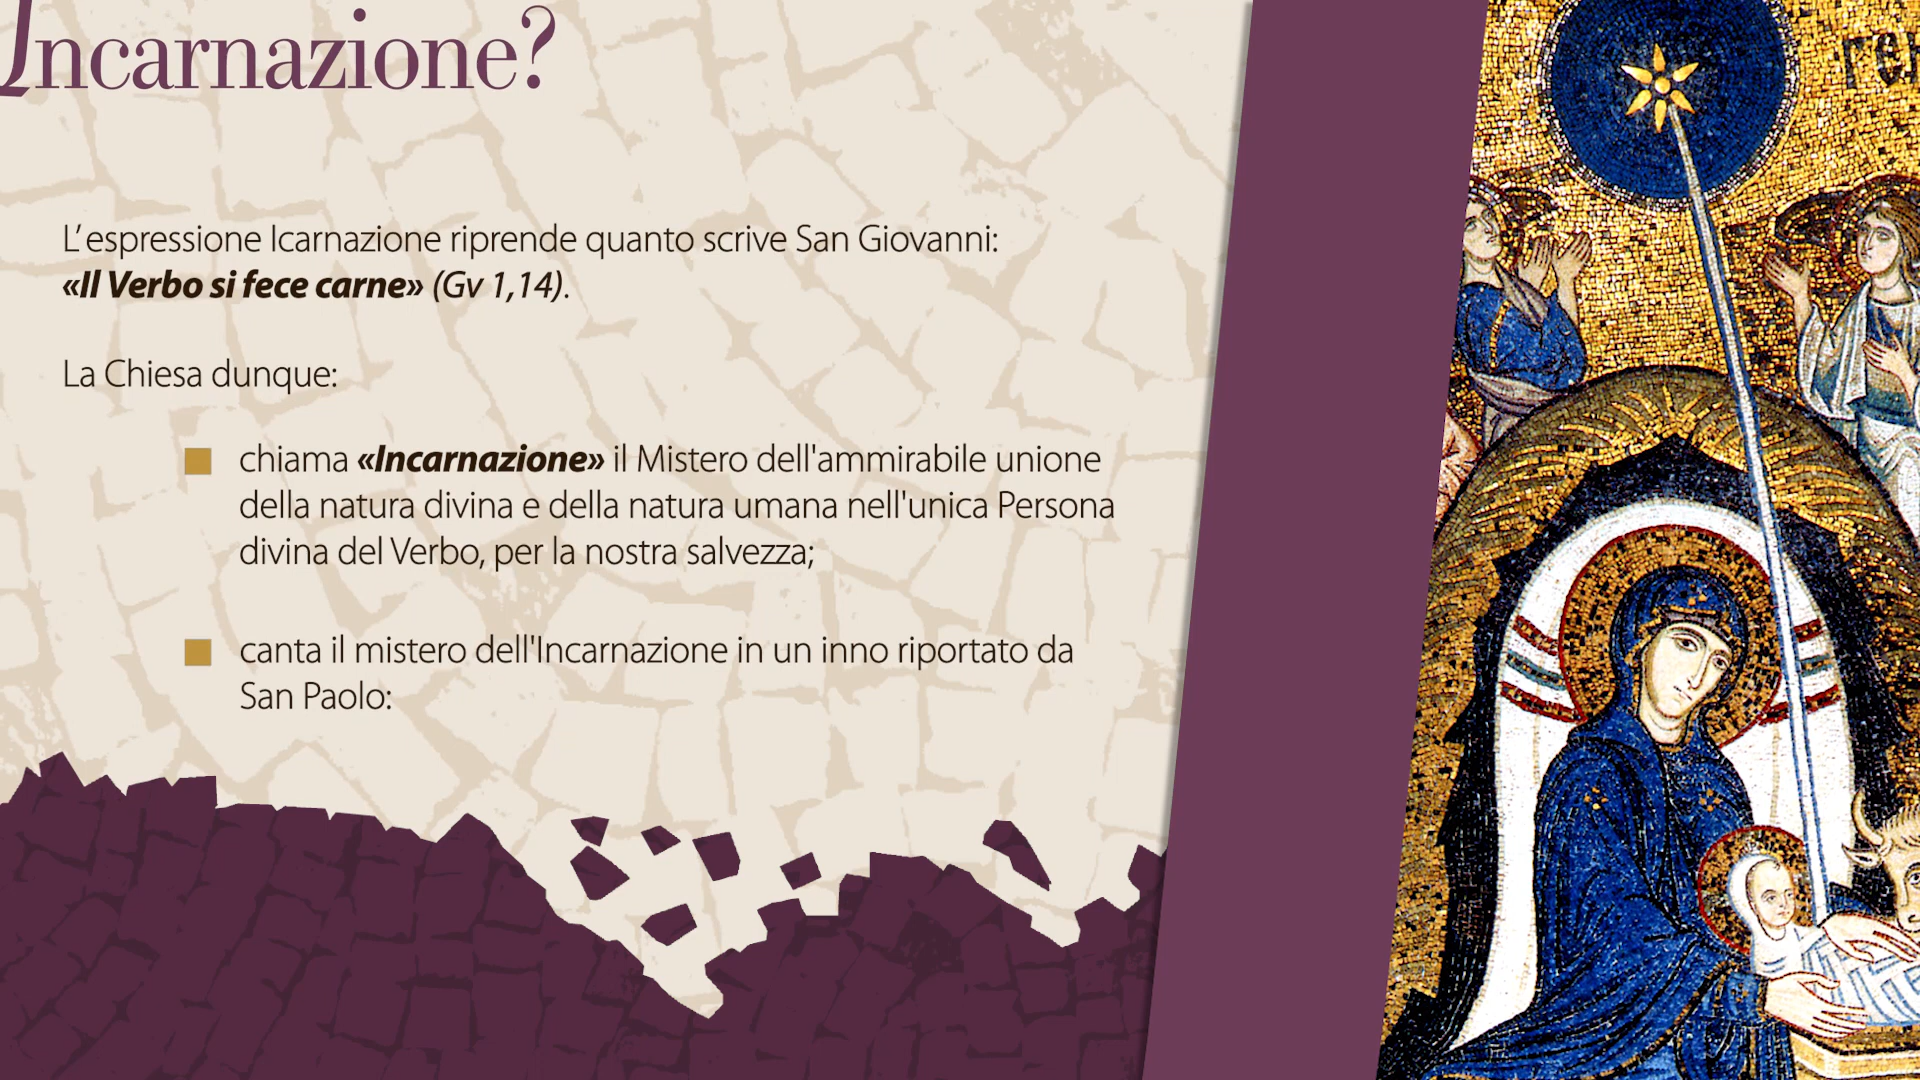 Incarnazione?
L'espressione Icarnazione riprende quanto scrive San Giovanni:
«Il Verbo si fece carne» (Gv 1,14).
La Chiesa dunque:
chiama «Incarnazione» il Mistero dell'ammirabile unione
della natura divina e della natura umana nell'unica Persona
divina del Verbo, per la nostra salvezza;
canta il mistero dell'Incarnazione in un inno riportato da
San Paolo: